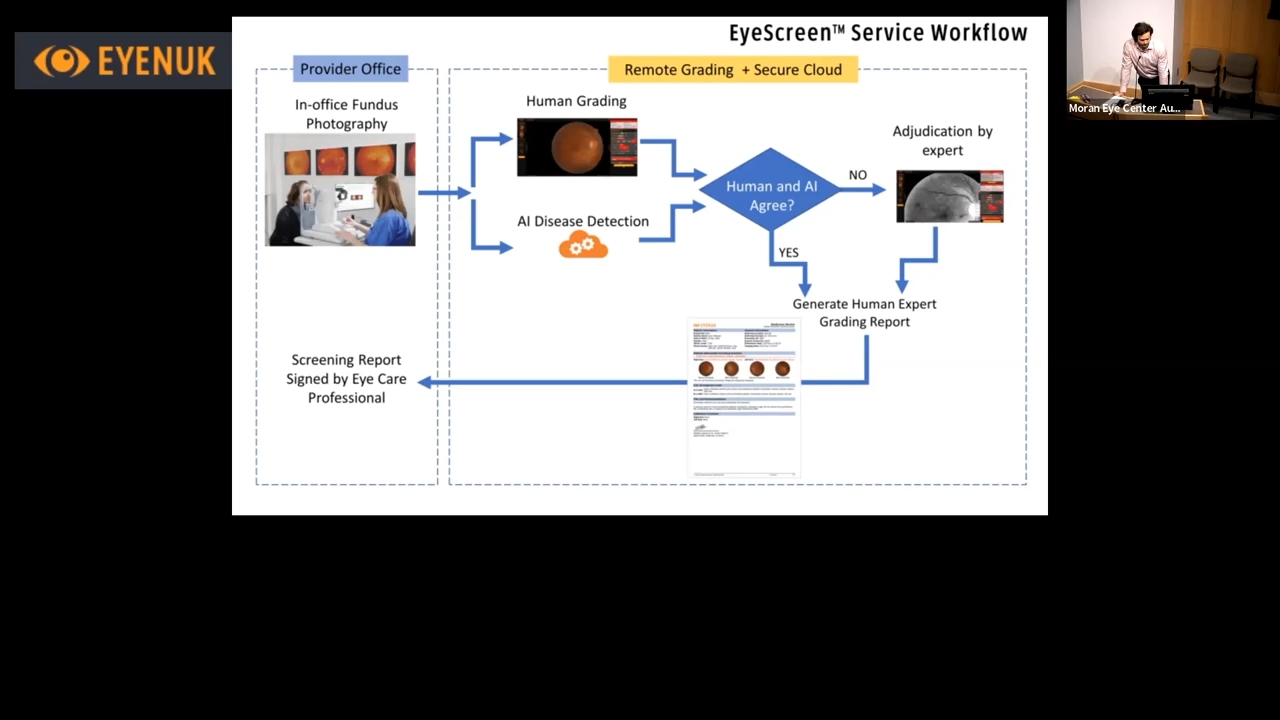 EyeScreen™ Service Workflow
EYENUK
Provider Office
Remote Grading + Secure Cloud
In-office Fundus
Photography
Human Grading
Adjudication by
expert
Human and AI
Agree?
NO
AI Disease Detection
YES
Generate Human Expert
Grading Report
Screening Report
Signed by Eye Care
Professional
Moran Eye Center Au...